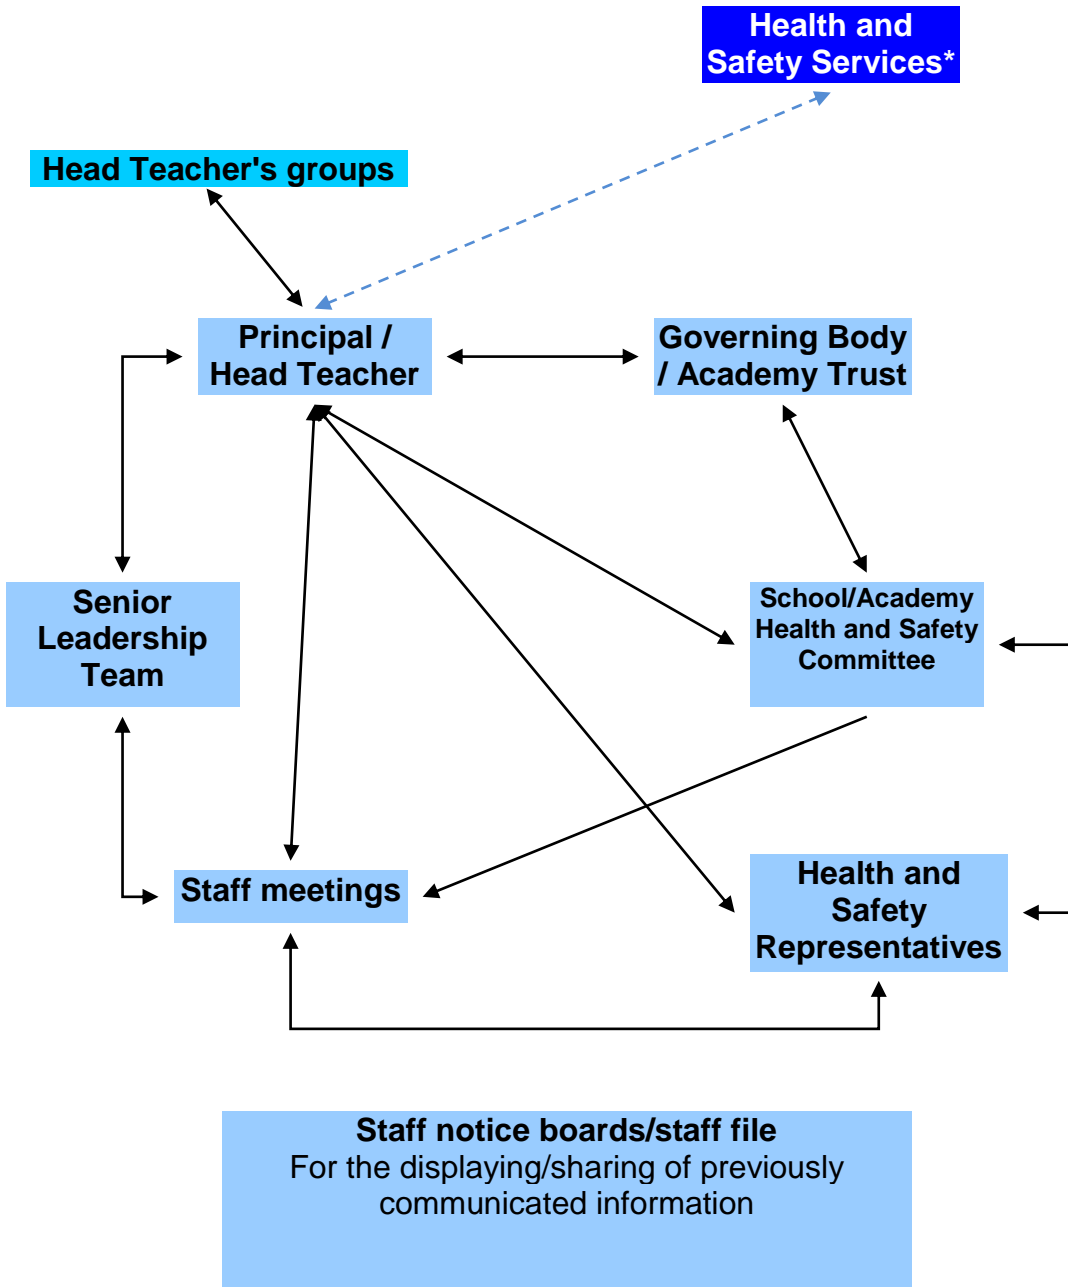 Health and
Safety Services*
Head Teacher's groups
Principal /
Head Teacher
Governing Body
/ Academy Trust
Senior
Leadership
Team
School/Academy
Health and Safety
Committee
Staff meetings
Health and
Safety
Representatives
Staff notice boards/staff file
For the displaying/sharing of previously
communicated information